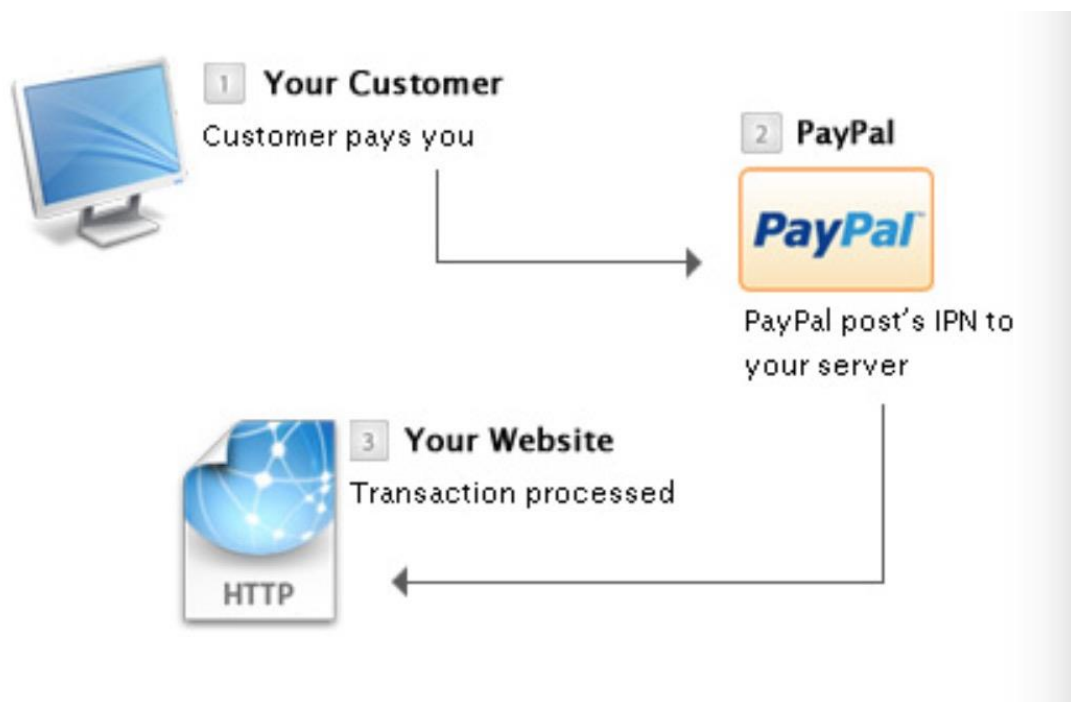 1 Your Customer
Customer pays you
2 PayPal
PayPal™
PayPal post's IPN to
your server
3 Your Website
Transaction processed
HTTP